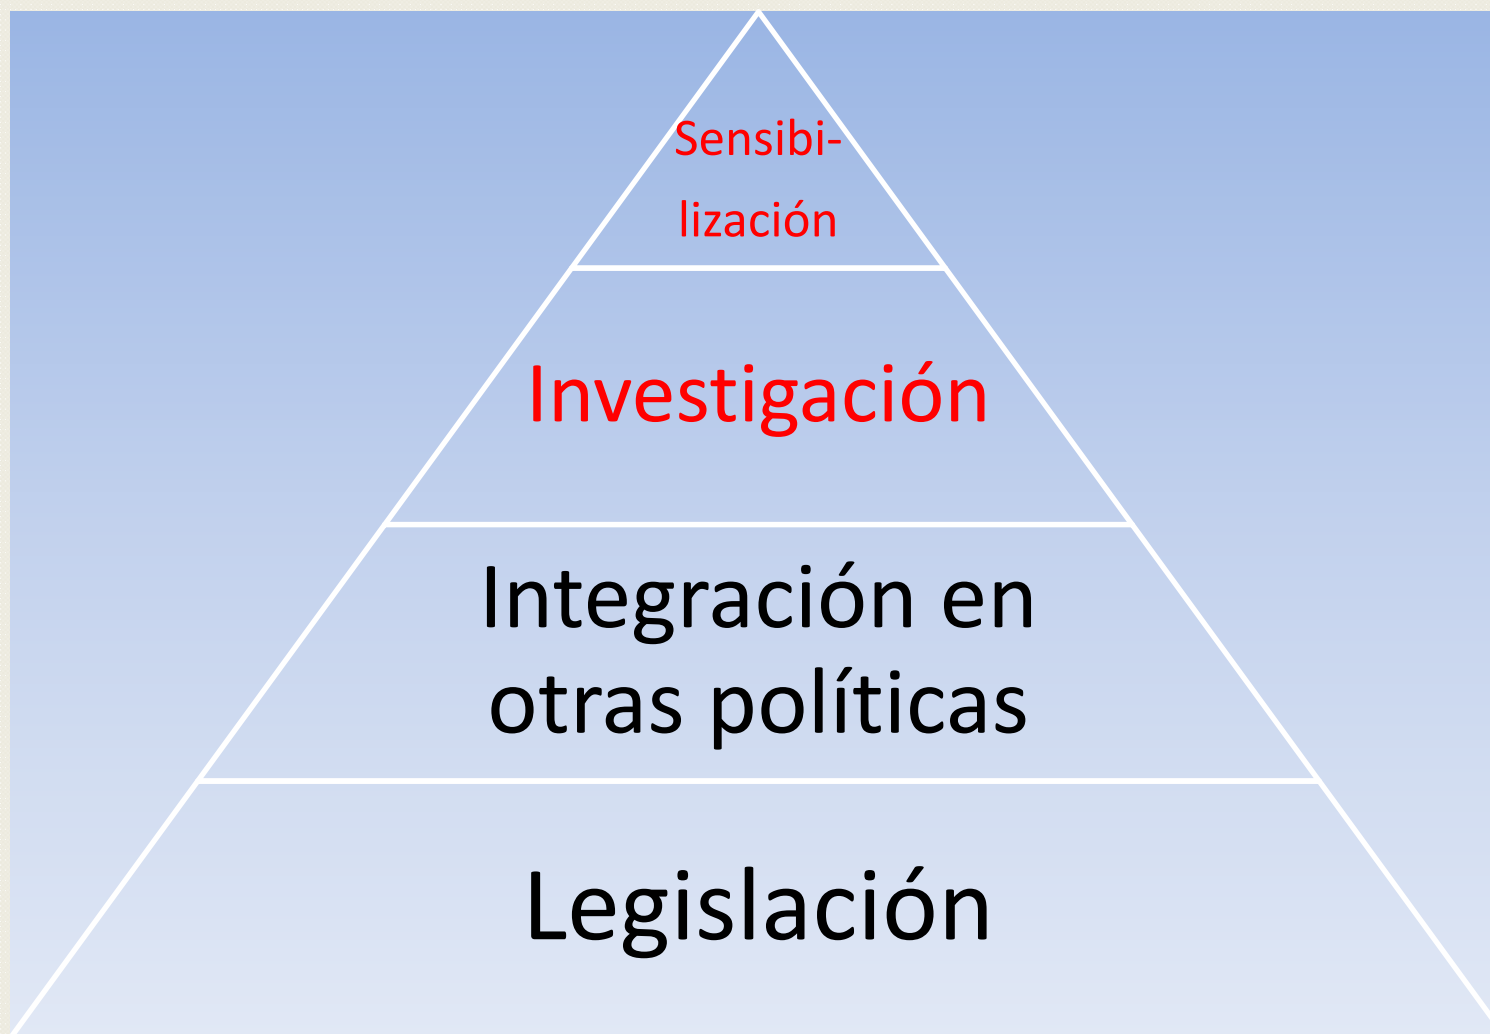 Sensibi-
lización
Investigación
Integración en
otras políticas
Legislación